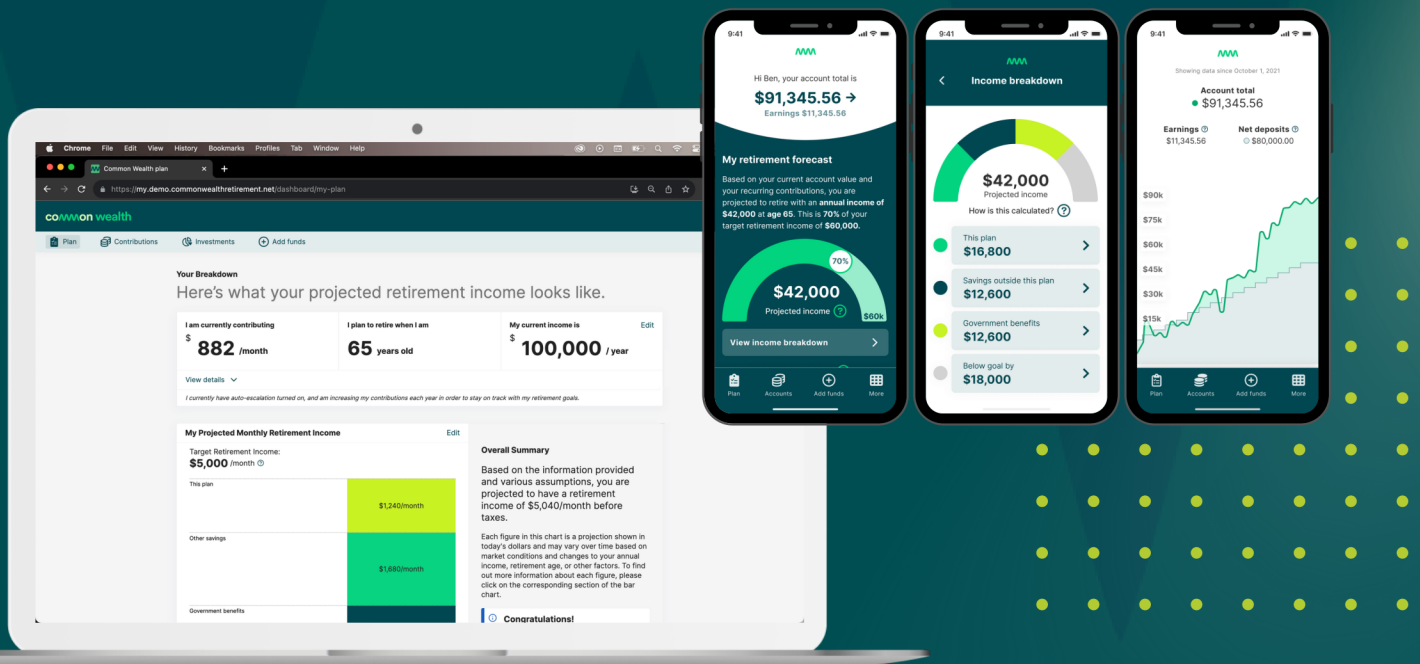 Chrome File Edit View History Bookmarks Profiles Tab Window Help
Common Wealth plan × +
https://my.demo.commonwealthretirement.net/dashboard/my-plan
common wealth
Plan Contributions Investments Add funds
Your Breakdown
Here's what your projected retirement income looks like.
I am currently contributing
$ 882 /month
I plan to retire when I am
65 years old
My current income is
$ 100,000 / year
Edit
View details
I currently have auto-escalation turned on, and am increasing my contributions each year in order to stay on track with my retirement goals.
My Projected Monthly Retirement Income Edit
Target Retirement Income:
$5,000 /month
This plan
$1,240/month
Other savings
$1,680/month
Government benefits
Overall Summary
Based on the information provided
and various assumptions, you are
projected to have a retirement
income of $5,040/month before
taxes.
Each figure in this chart is a projection shown in
today's dollars and may vary over time based on
market conditions and changes to your annual
income, retirement age, or other factors. To find
out more information about each figure, please
click on the corresponding section of the bar
chart.
Congratulations!
9:41
Hi Ben, your account total is
$91,345.56 →
Earnings $11,345.56
My retirement forecast
Based on your current account value and
your recurring contributions, you are
projected to retire with an annual income of
$42,000 at age 65. This is 70% of your
target retirement income of $60,000.
70%
$42,000
Projected income ?
$60k
View income breakdown
Plan Accounts Add funds More
9:41
Income breakdown
$42,000
Projected income
How is this calculated? ?
This plan
$16,800
Savings outside this plan
$12,600
Government benefits
$12,600
Below goal by
$18,000
9:41
Showing data since October 1, 2021
Account total
$91,345.56
Earnings ? Net deposits ?
$11,345.56 $80,000.00
$90k
$75k
$60k
$45k
$30k
$15k
Plan Accounts Add funds More